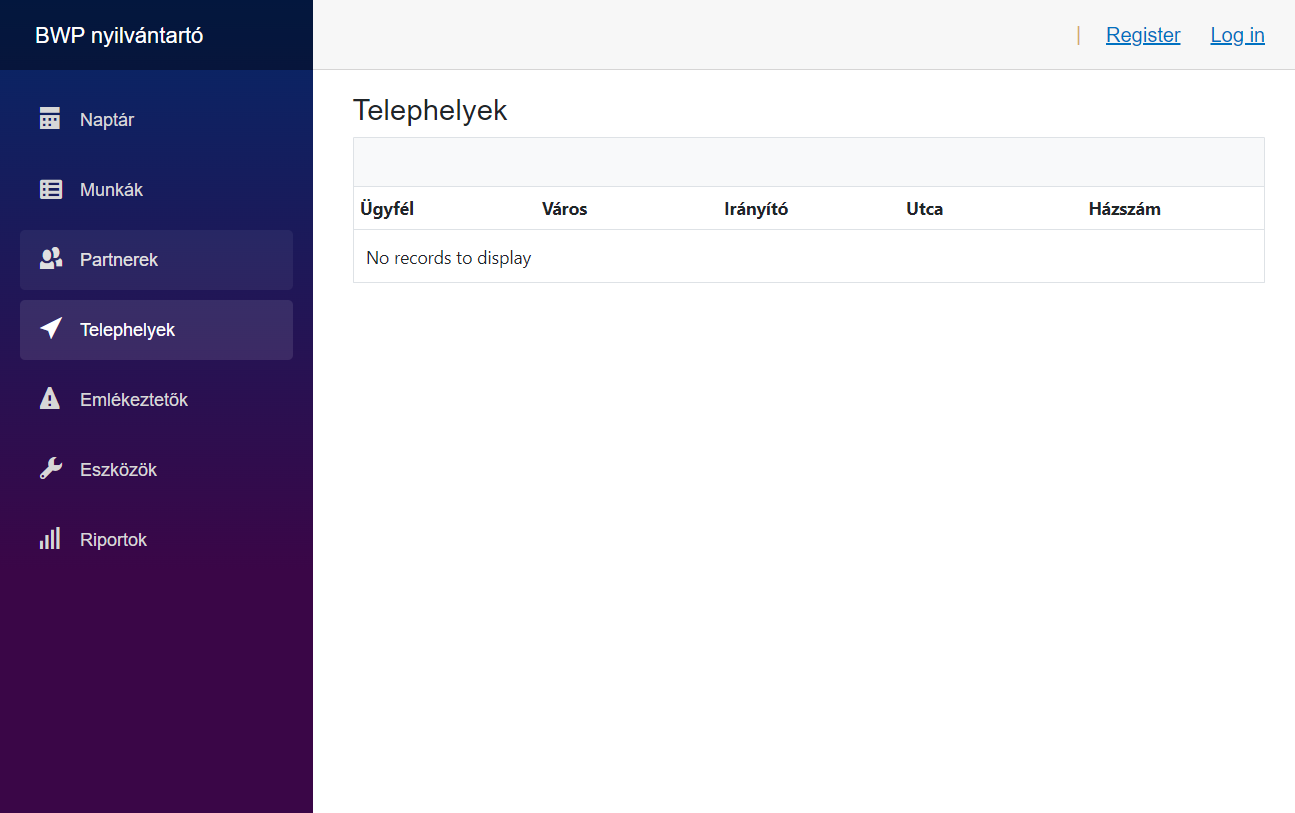 BWP nyilvántartó
| Register Log in
Naptár
Munkák
Partnerek
Telephelyek
Emlékeztetők
Eszközök
Riportok
Telephelyek
Ügyfél Város Irányító Utca Házszám
No records to display